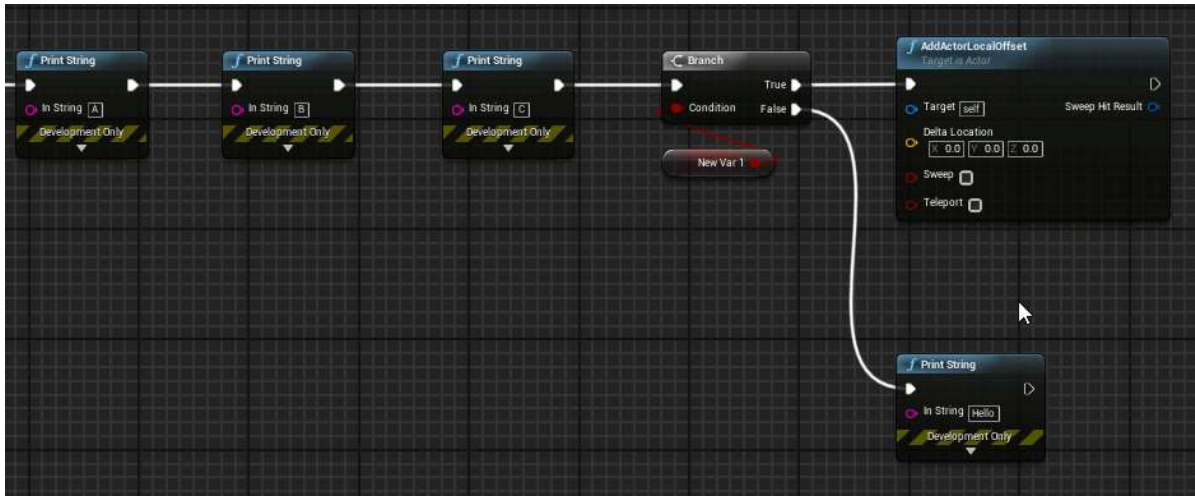 Print String
In String A
Development Only
Print String
In String B
Development Only
Print String
In String C
Development Only
Branch
True
Condition False
New Var 1
AddActorLocalOffset
Target is Actor
Target self Sweep Hit Result
Delta Location
X 0.0 Y 0.0 Z 0.0
Sweep
Teleport
Print String
In String Hello
Development Only